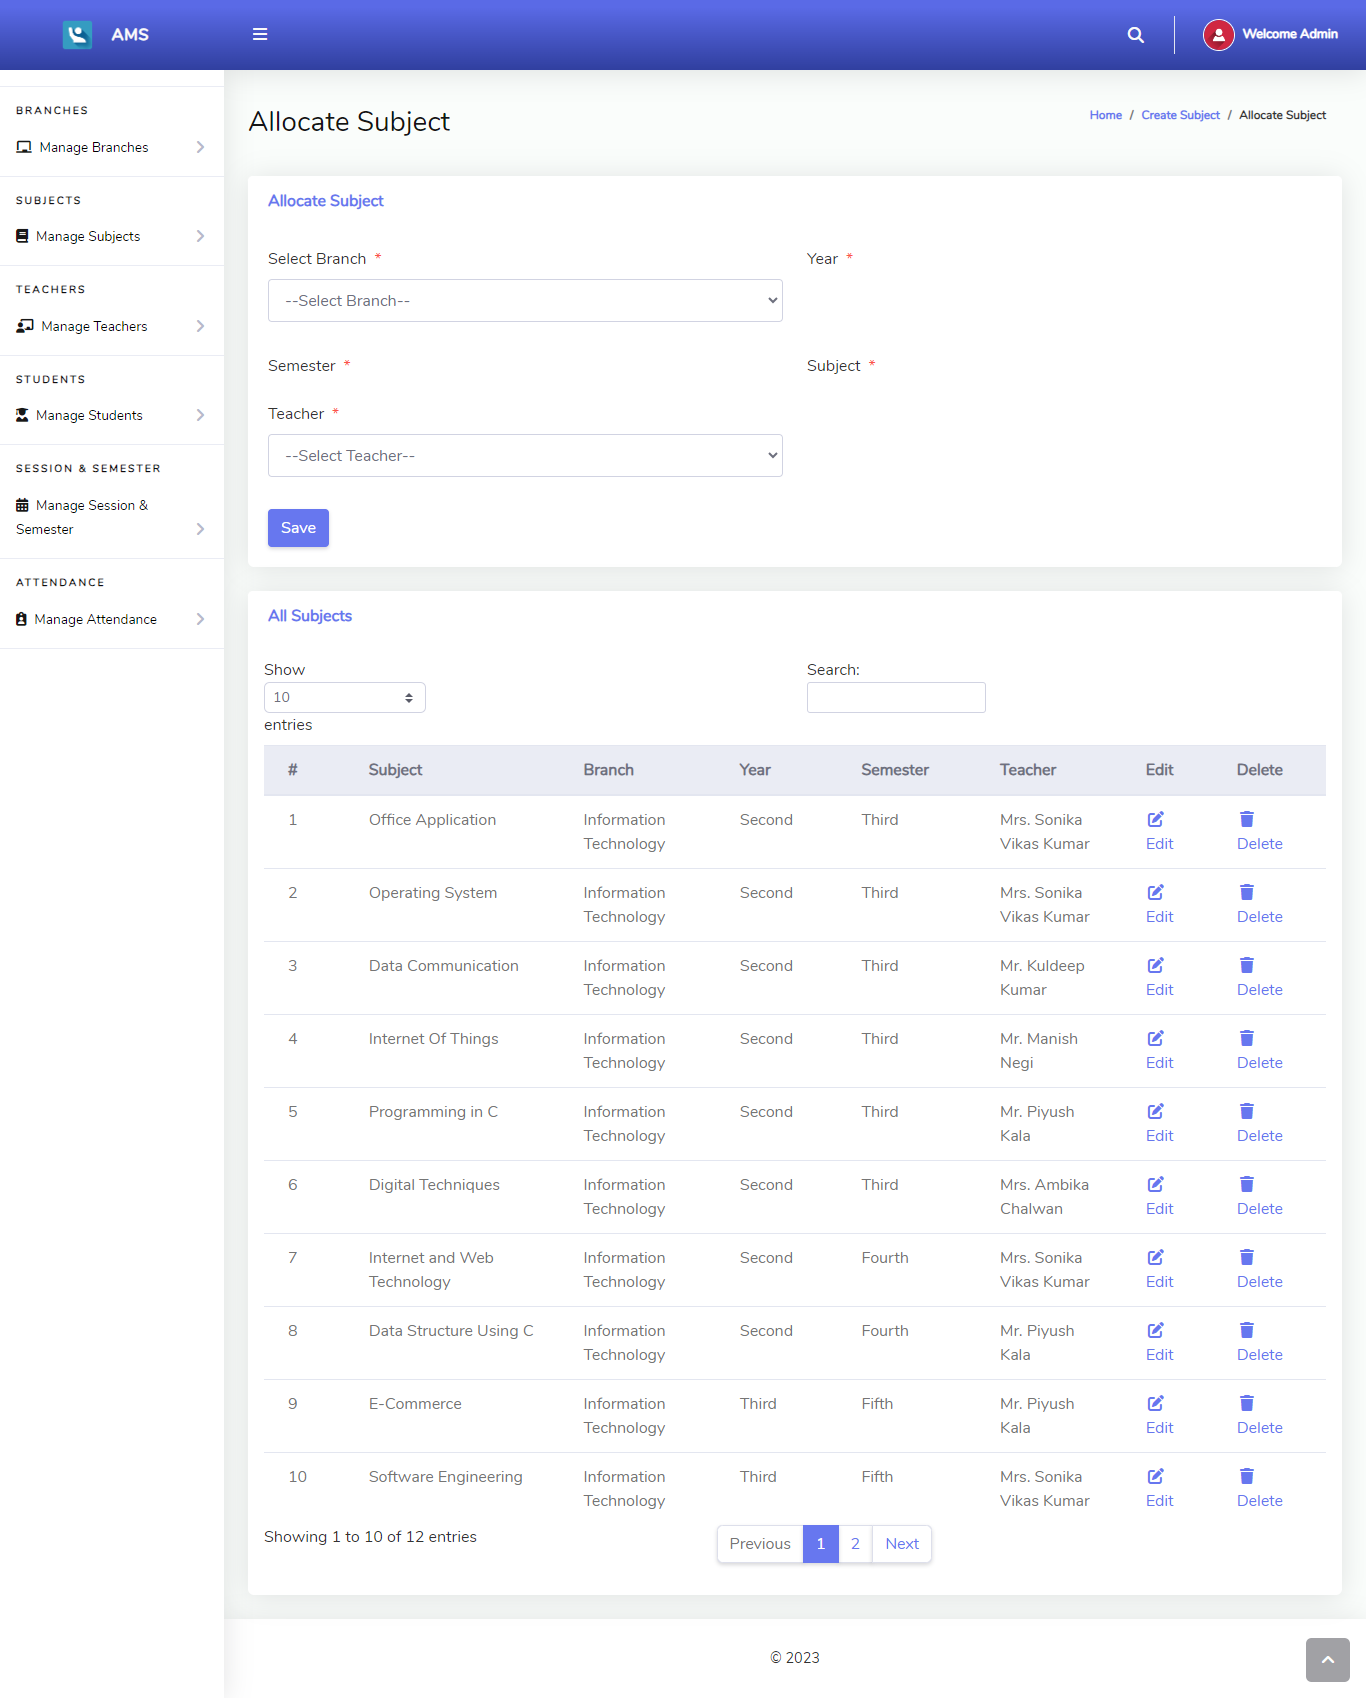 AMS
Welcome Admin
BRANCHES
Manage Branches
SUBJECTS
Manage Subjects
TEACHERS
Manage Teachers
STUDENTS
Manage Students
SESSION & SEMESTER
Manage Session &
Semester
ATTENDANCE
Manage Attendance
Allocate Subject
Home / Create Subject / Allocate Subject
Allocate Subject
Select Branch * Year *
--Select Branch--
Semester * Subject *
Teacher *
--Select Teacher--
Save
All Subjects
Show Search:
10
entries
# Subject Branch Year Semester Teacher Edit Delete
1 Office Application Information Second Third Mrs. Sonika
Technology Vikas Kumar Edit Delete
2 Operating System Information Second Third Mrs. Sonika
Technology Vikas Kumar Edit Delete
3 Data Communication Information Second Third Mr. Kuldeep
Technology Kumar Edit Delete
4 Internet Of Things Information Second Third Mr. Manish
Technology Negi Edit Delete
5 Programming in C Information Second Third Mr. Piyush
Technology Kala Edit Delete
6 Digital Techniques Information Second Third Mrs. Ambika
Technology Chalwan Edit Delete
7 Internet and Web Information Second Fourth Mrs. Sonika
Technology Technology Vikas Kumar Edit Delete
8 Data Structure Using C Information Second Fourth Mr. Piyush
Technology Kala Edit Delete
9 E-Commerce Information Third Fifth Mr. Piyush
Technology Kala Edit Delete
10 Software Engineering Information Third Fifth Mrs. Sonika
Technology Vikas Kumar Edit Delete
Showing 1 to 10 of 12 entries Previous 1 2 Next
© 2023